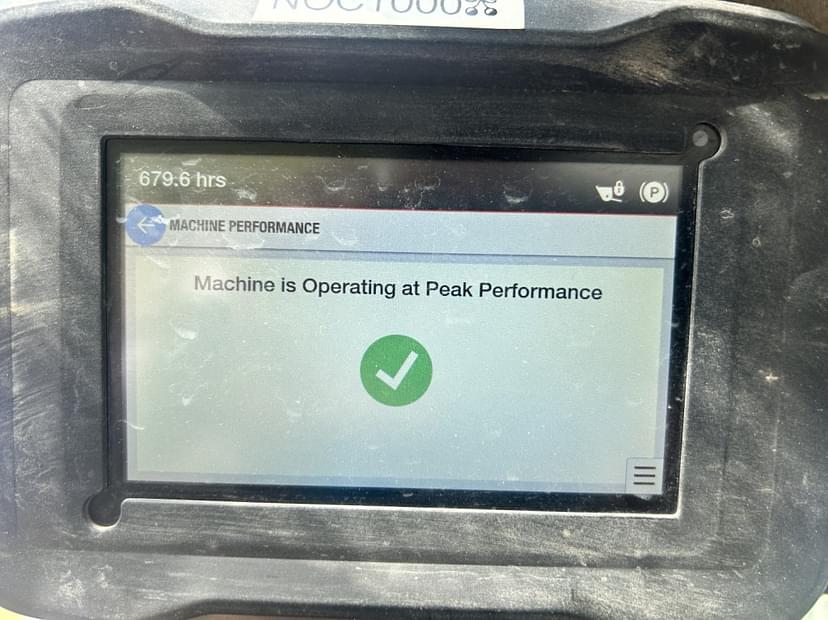 679.6 hrs
P
MACHINE PERFORMANCE
Machine is Operating at Peak Performance